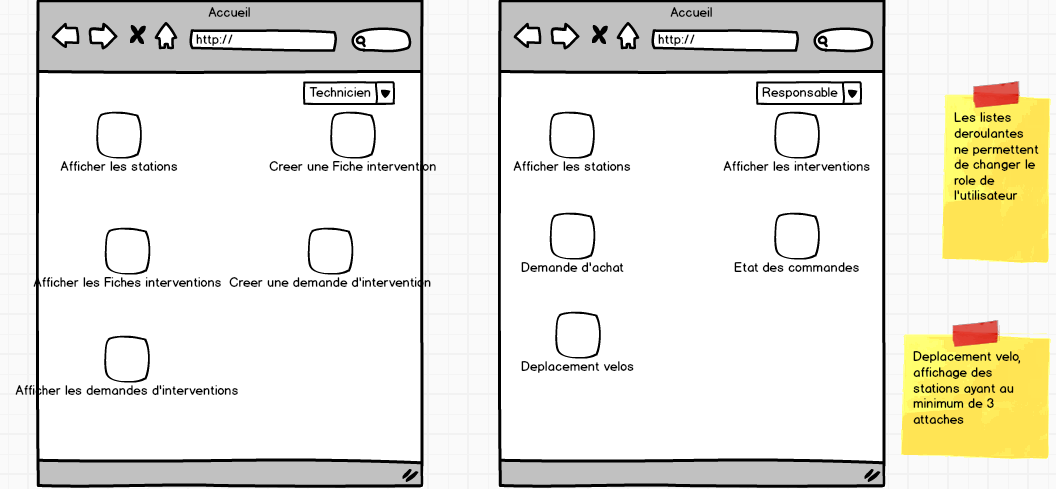 Accueil
http://
Technicien
Afficher les stations
Creer une Fiche intervention
Afficher les Fiches interventions
Creer une demande d'intervention
Afficher les demandes d'interventions
Accueil
http://
Responsable
Afficher les stations
Afficher les interventions
Demande d'achat
Etat des commandes
Deplacement velos
Les listes
deroulantes
ne permettent
de changer le
role de
l'utilisateur
Deplacement velo,
affichage des
stations ayant au
minimum de 3
attaches